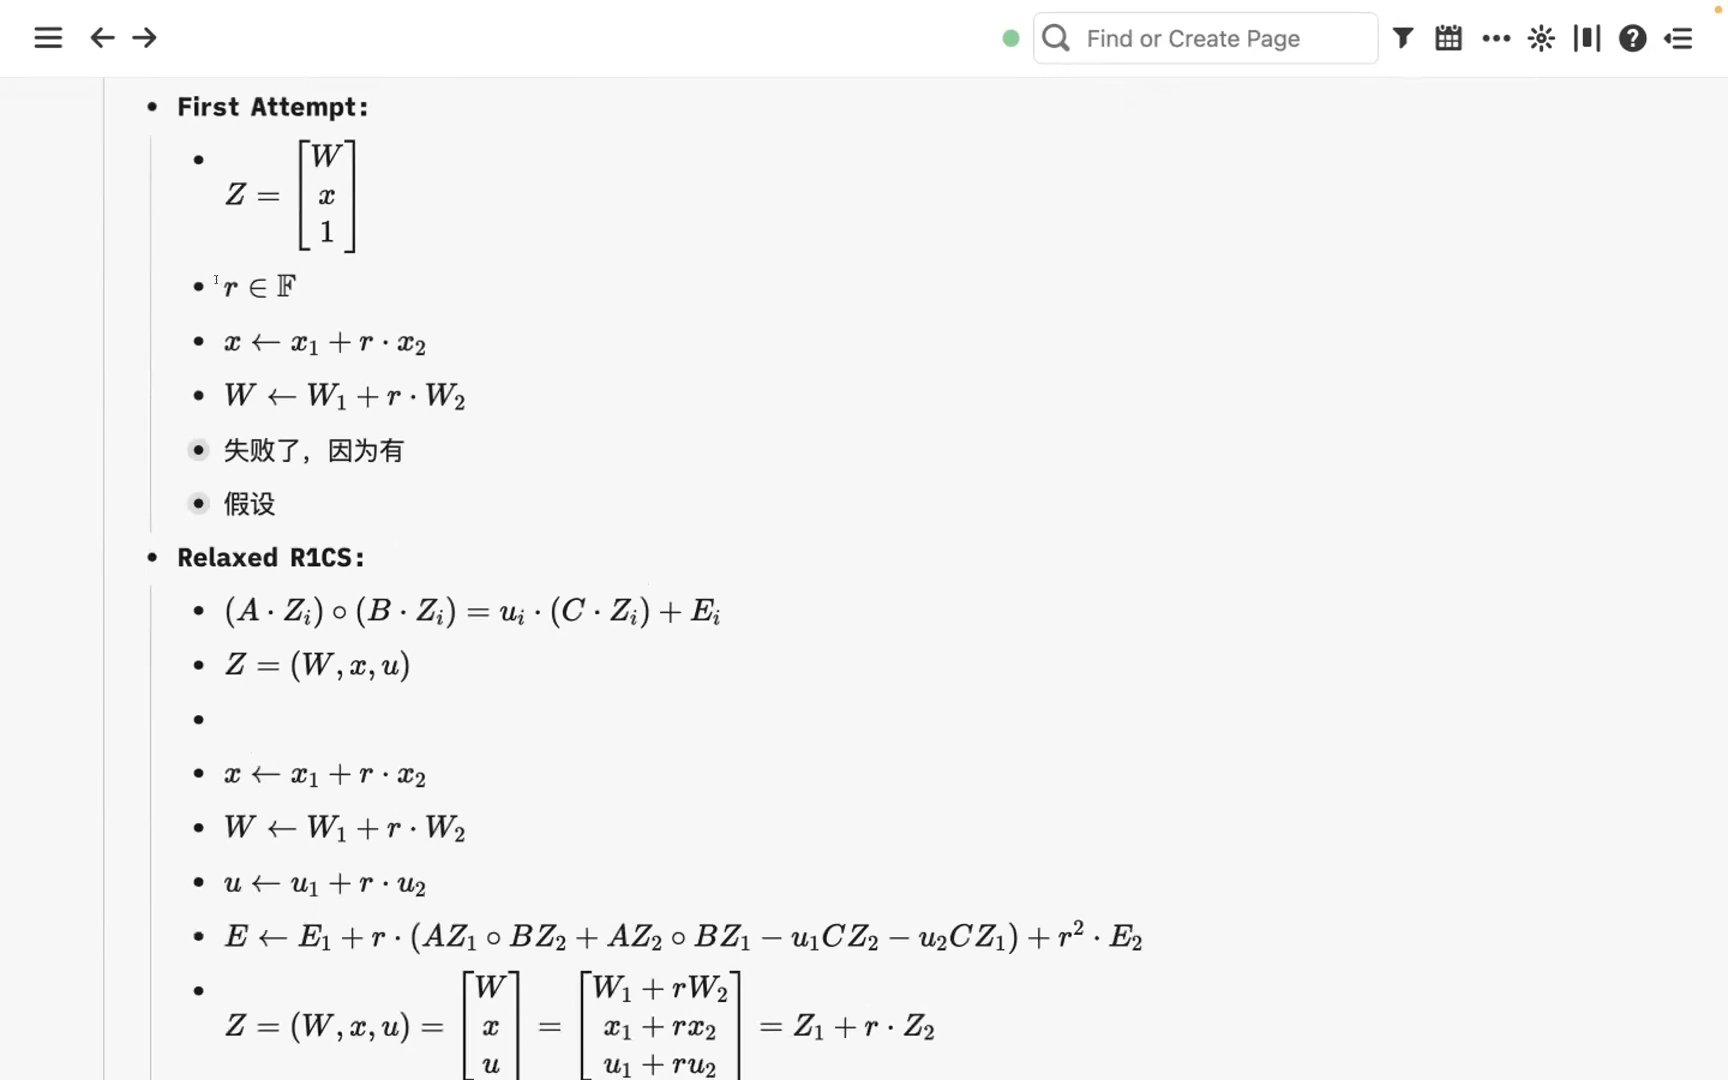 Find or Create Page
• First Attempt:
• Z = [W x 1]
• r ∈ 𝔽
• x ← x₁ + r · x₂
• W ← W₁ + r · W₂
• 失败了，因为有
• 假设
• Relaxed R1CS:
• (A · Zᵢ) ∘ (B · Zᵢ) = uᵢ · (C · Zᵢ) + Eᵢ
• Z = (W, x, u)
•
• x ← x₁ + r · x₂
• W ← W₁ + r · W₂
• u ← u₁ + r · u₂
• E ← E₁ + r · (AZ₁ ∘ BZ₂ + AZ₂ ∘ BZ₁ − u₁CZ₂ − u₂CZ₁) + r² · E₂
• Z = (W, x, u) = [W x u] = [W₁ + rW₂ x₁ + rx₂ u₁ + ru₂] = Z₁ + r · Z₂